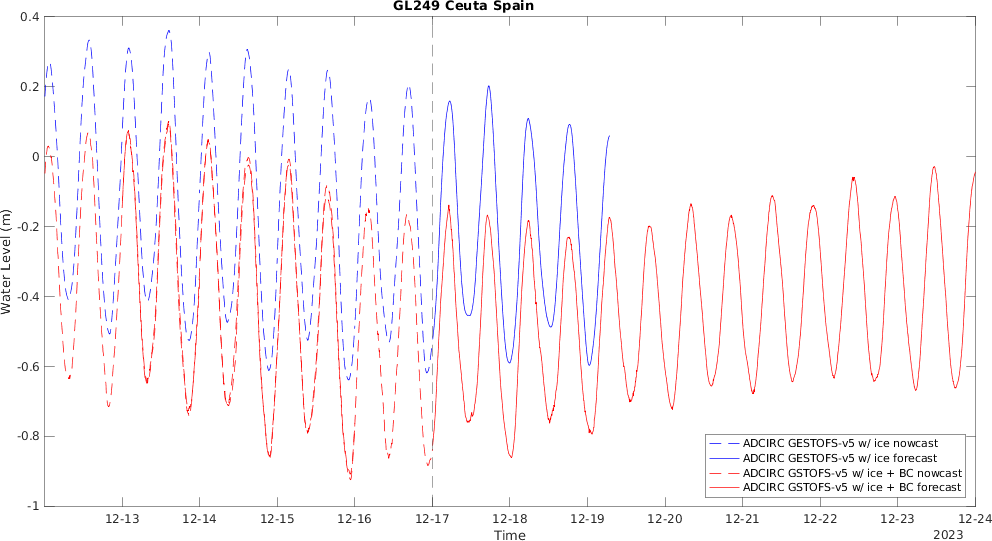 GL249 Ceuta Spain
Water Level (m)
0.4
0.2
0
-0.2
-0.4
-0.6
-0.8
-1
ADCIRC GESTOFS-v5 w/ ice nowcast
ADCIRC GESTOFS-v5 w/ ice forecast
ADCIRC GSTOFS-v5 w/ ice + BC nowcast
ADCIRC GSTOFS-v5 w/ ice + BC forecast
12-13 12-14 12-15 12-16 12-17 12-18 12-19 12-20 12-21 12-22 12-23 12-24
Time
2023